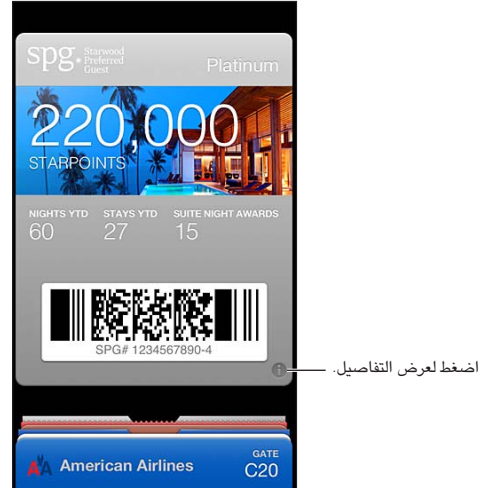 spg.
Starwood
Preferred
Guest
Platinum
220,000
STARPOINTS
NIGHTS YTD STAYS YTD SUITE NIGHT AWARDS
60 27 15
SPG# 1234567890-4
اضغط لعرض التفاصيل.
AA American Airlines
GATE
C20